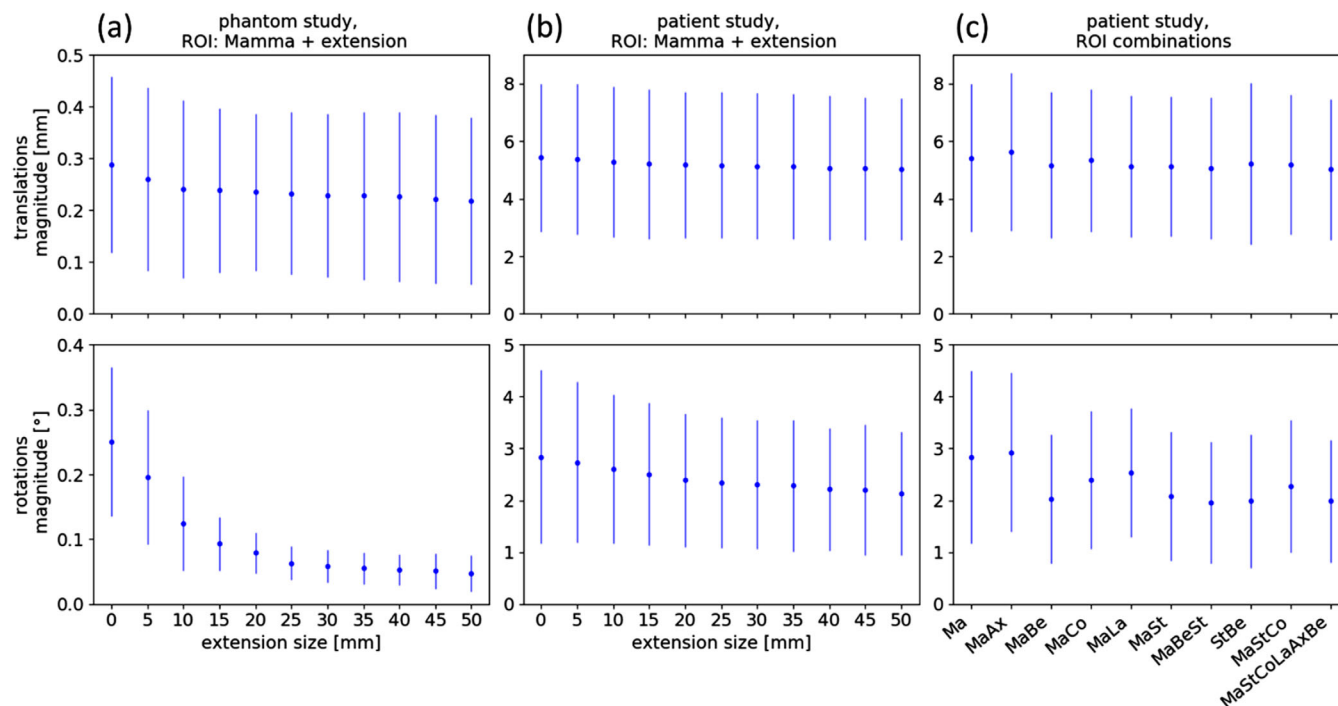 (a)
phantom study,
ROI: Mamma + extension
(b)
patient study,
ROI: Mamma + extension
(c)
patient study,
ROI combinations
translations
magnitude [mm]
0.5
0.4
0.3
0.2
0.1
0.0
8
6
4
2
0
8
6
4
2
0
rotations
magnitude [°]
0.4
0.3
0.2
0.1
0.0
5
4
3
2
1
0
5
4
3
2
1
0
0 5 10 15 20 25 30 35 40 45 50
extension size [mm]
0 5 10 15 20 25 30 35 40 45 50
extension size [mm]
Ma
MaAx
MaBe
MaCo
MaLa
MaSt
MaBeSt
StBe
MaStCo
MaStCoLaAxBe